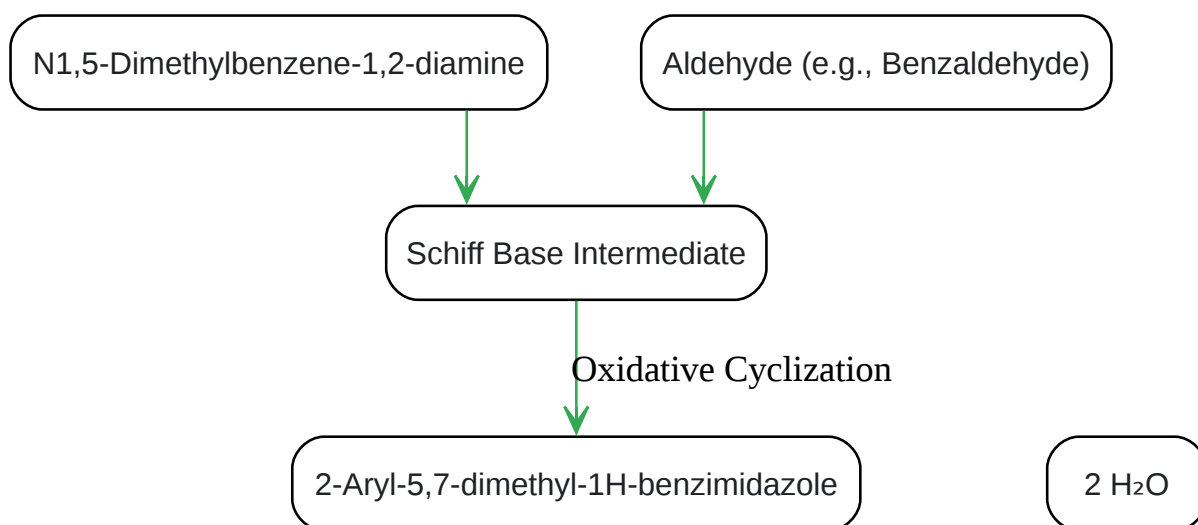 N1,5-Dimethylbenzene-1,2-diamine
Aldehyde (e.g., Benzaldehyde)
Schiff Base Intermediate
Oxidative Cyclization
2-Aryl-5,7-dimethyl-1H-benzimidazole
2 H₂O